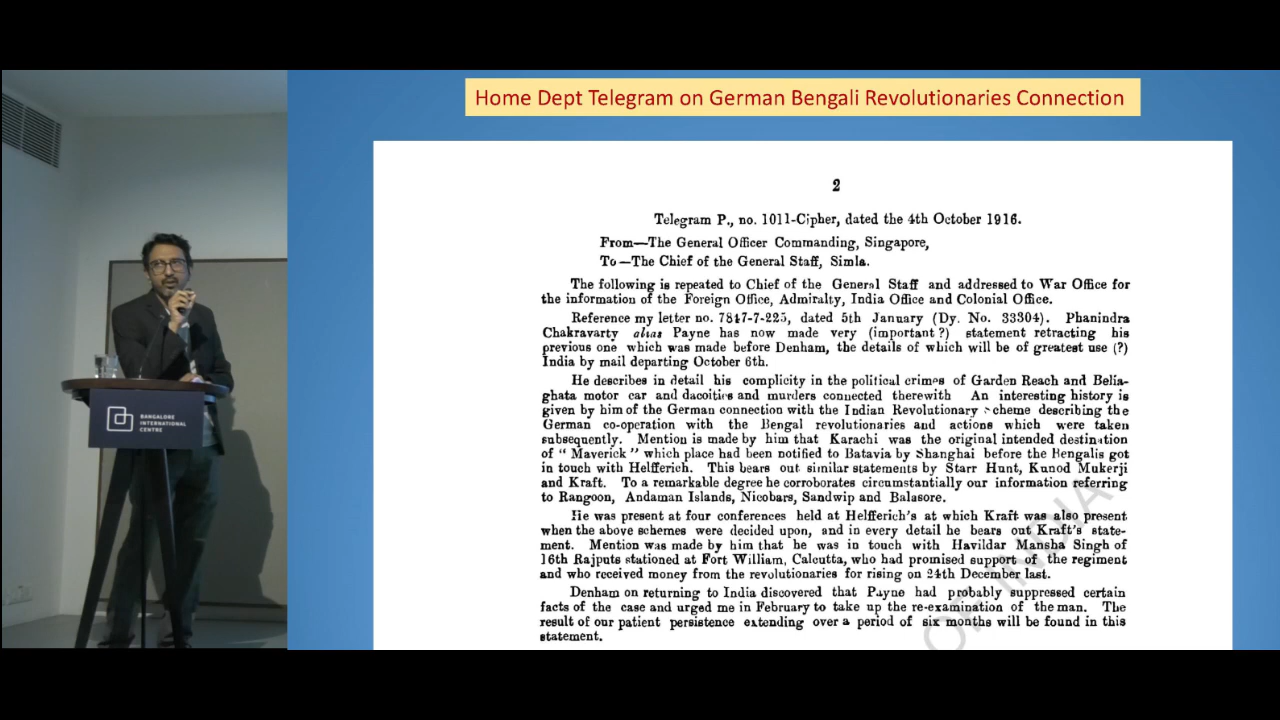 Home Dept Telegram on German Bengali Revolutionaries Connection
2
Telegram P., no. 1011-Cipher, dated the 4th October 1916.
From—The General Officer Commanding, Singapore,
To—The Chief of the General Staff, Simla.
The following is repeated to Chief of the General Staff and addressed to War Office for
the information of the Foreign Office, Admiralty, India Office and Colonial Office.
Reference my letter no. 7847-7-225, dated 5th January (Dy. No. 33304). Phanindra
Chakravarty alias Payne has now made very (important ?) statement retracting his
previous one which was made before Denham, the details of which will be of greatest use (?)
India by mail departing October 6th.
He describes in detail his complicity in the political crimes of Garden Reach and Belia-
ghata motor car and dacoities and murders connected therewith An interesting history is
given by him of the German connection with the Indian Revolutionary scheme describing the
German co-operation with the Bengal revolutionaries and actions which were taken
subsequently. Mention is made by him that Karachi was the original intended destination
of "Maverick" which place had been notified to Batavia by Shanghai before the Bengalis got
in touch with Helfferich. This bears out similar statements by Starr Hunt, Kunod Mukerji
and Kraft. To a remarkable degree he corroborates circumstantially our information referring
to Rangoon, Andaman Islands, Nicobars, Sandwip and Balasore.
He was present at four conferences held at Helfferich's at which Kraft was also present
when the above schemes were decided upon, and in every detail he bears out Kraft's state-
ment. Mention was made by him that he was in touch with Havildar Mansha Singh of
16th Rajputs stationed at Fort William, Calcutta, who had promised support of the regiment
and who received money from the revolutionaries for rising on 24th December last.
Denham on returning to India discovered that Payne had probably suppressed certain
facts of the case and urged me in February to take up the re-examination of the man. The
result of our patient persistence extending over a period of six months will be found in this
statement.
OF INDIA
BANGALORE
INTERNATIONAL
CENTRE